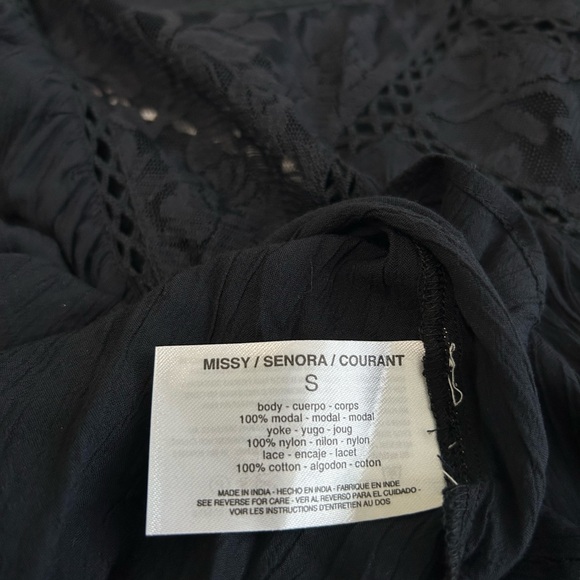 MISSY / SENORA / COURANT
S
body - cuerpo - corps
100% modal - modal - modal
yoke - yugo - joug
100% nylon - nilon - nylon
lace - encaje - lacet
100% cotton - algodon - coton
MADE IN INDIA - HECHO EN INDIA - FABRIQUE EN INDE
SEE REVERSE FOR CARE - VER AL REVERSO PARA EL CUIDADO -
VOIR LES INSTRUCTIONS D'ENTRETIEN AU DOS